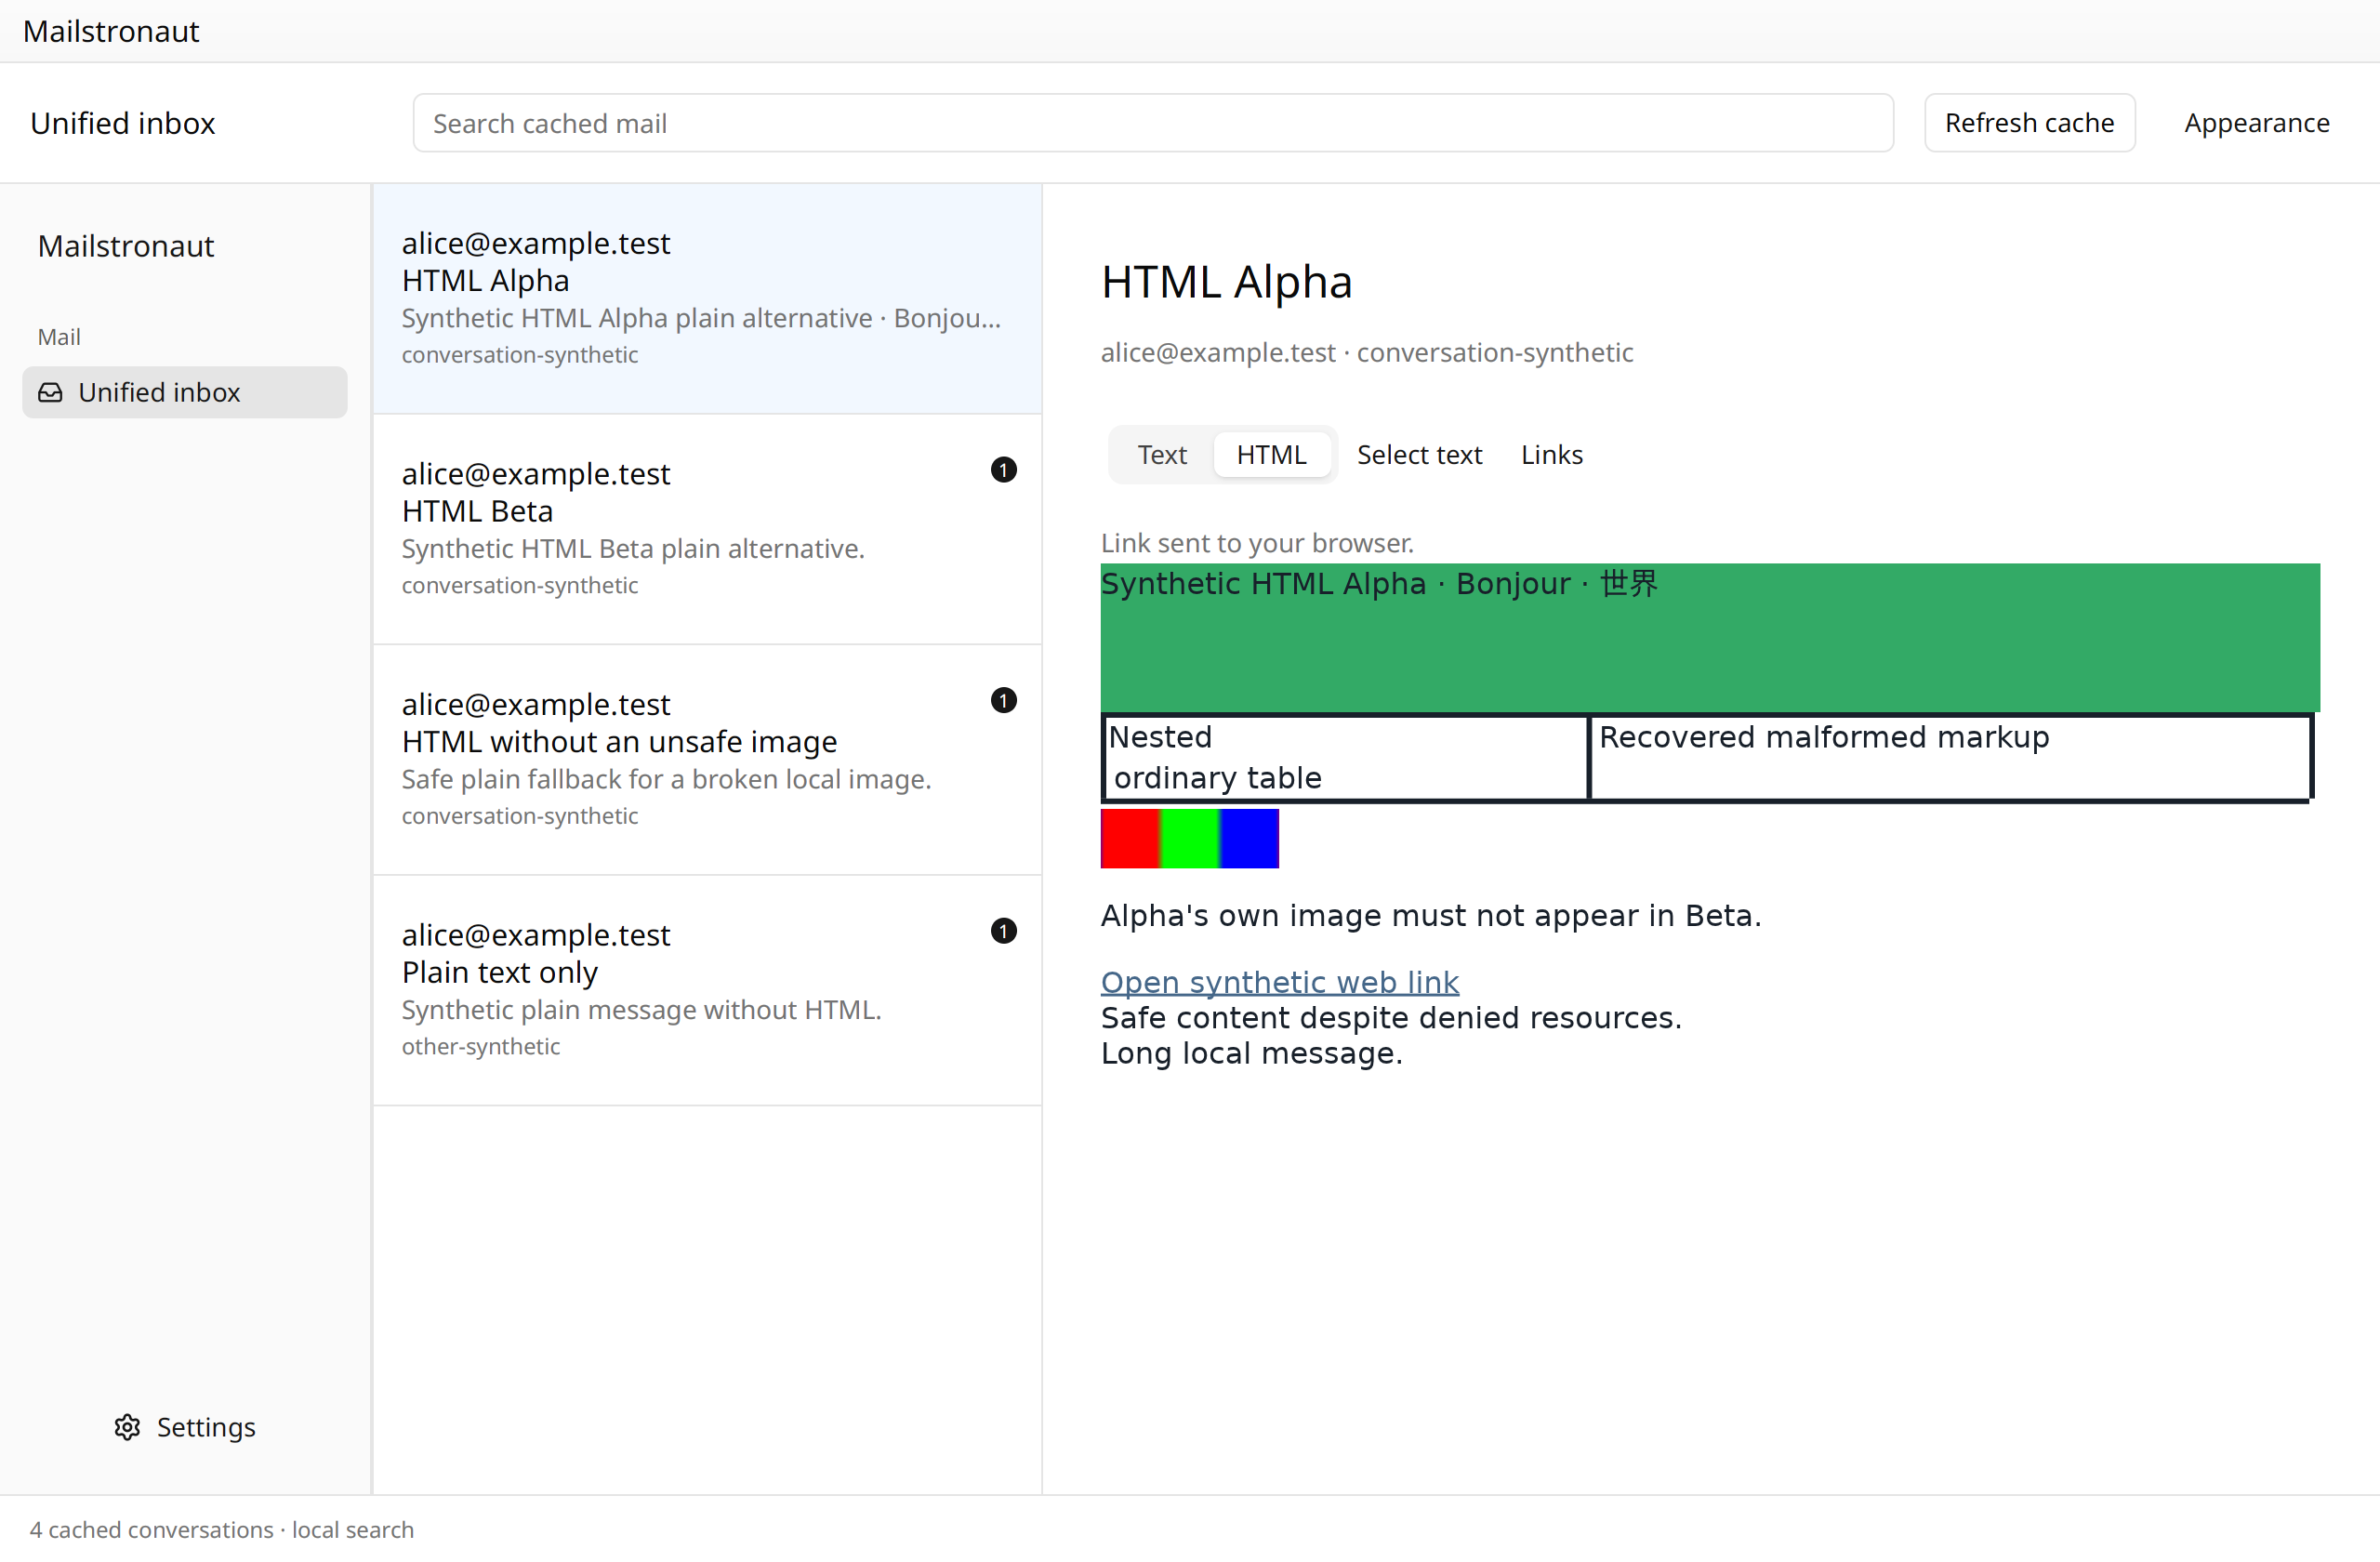 Mailstronaut
Unified inbox
Search cached mail
Refresh cache
Appearance
Mailstronaut
Mail
Unified inbox
Settings
alice@example.test
HTML Alpha
Synthetic HTML Alpha plain alternative · Bonjou...
conversation-synthetic
alice@example.test
1
HTML Beta
Synthetic HTML Beta plain alternative.
conversation-synthetic
alice@example.test
1
HTML without an unsafe image
Safe plain fallback for a broken local image.
conversation-synthetic
alice@example.test
1
Plain text only
Synthetic plain message without HTML.
other-synthetic
HTML Alpha
alice@example.test · conversation-synthetic
Text
HTML
Select text
Links
Link sent to your browser.
Synthetic HTML Alpha · Bonjour · 世界
Nested
ordinary table
Recovered malformed markup
Alpha's own image must not appear in Beta.
Open synthetic web link
Safe content despite denied resources.
Long local message.
4 cached conversations · local search